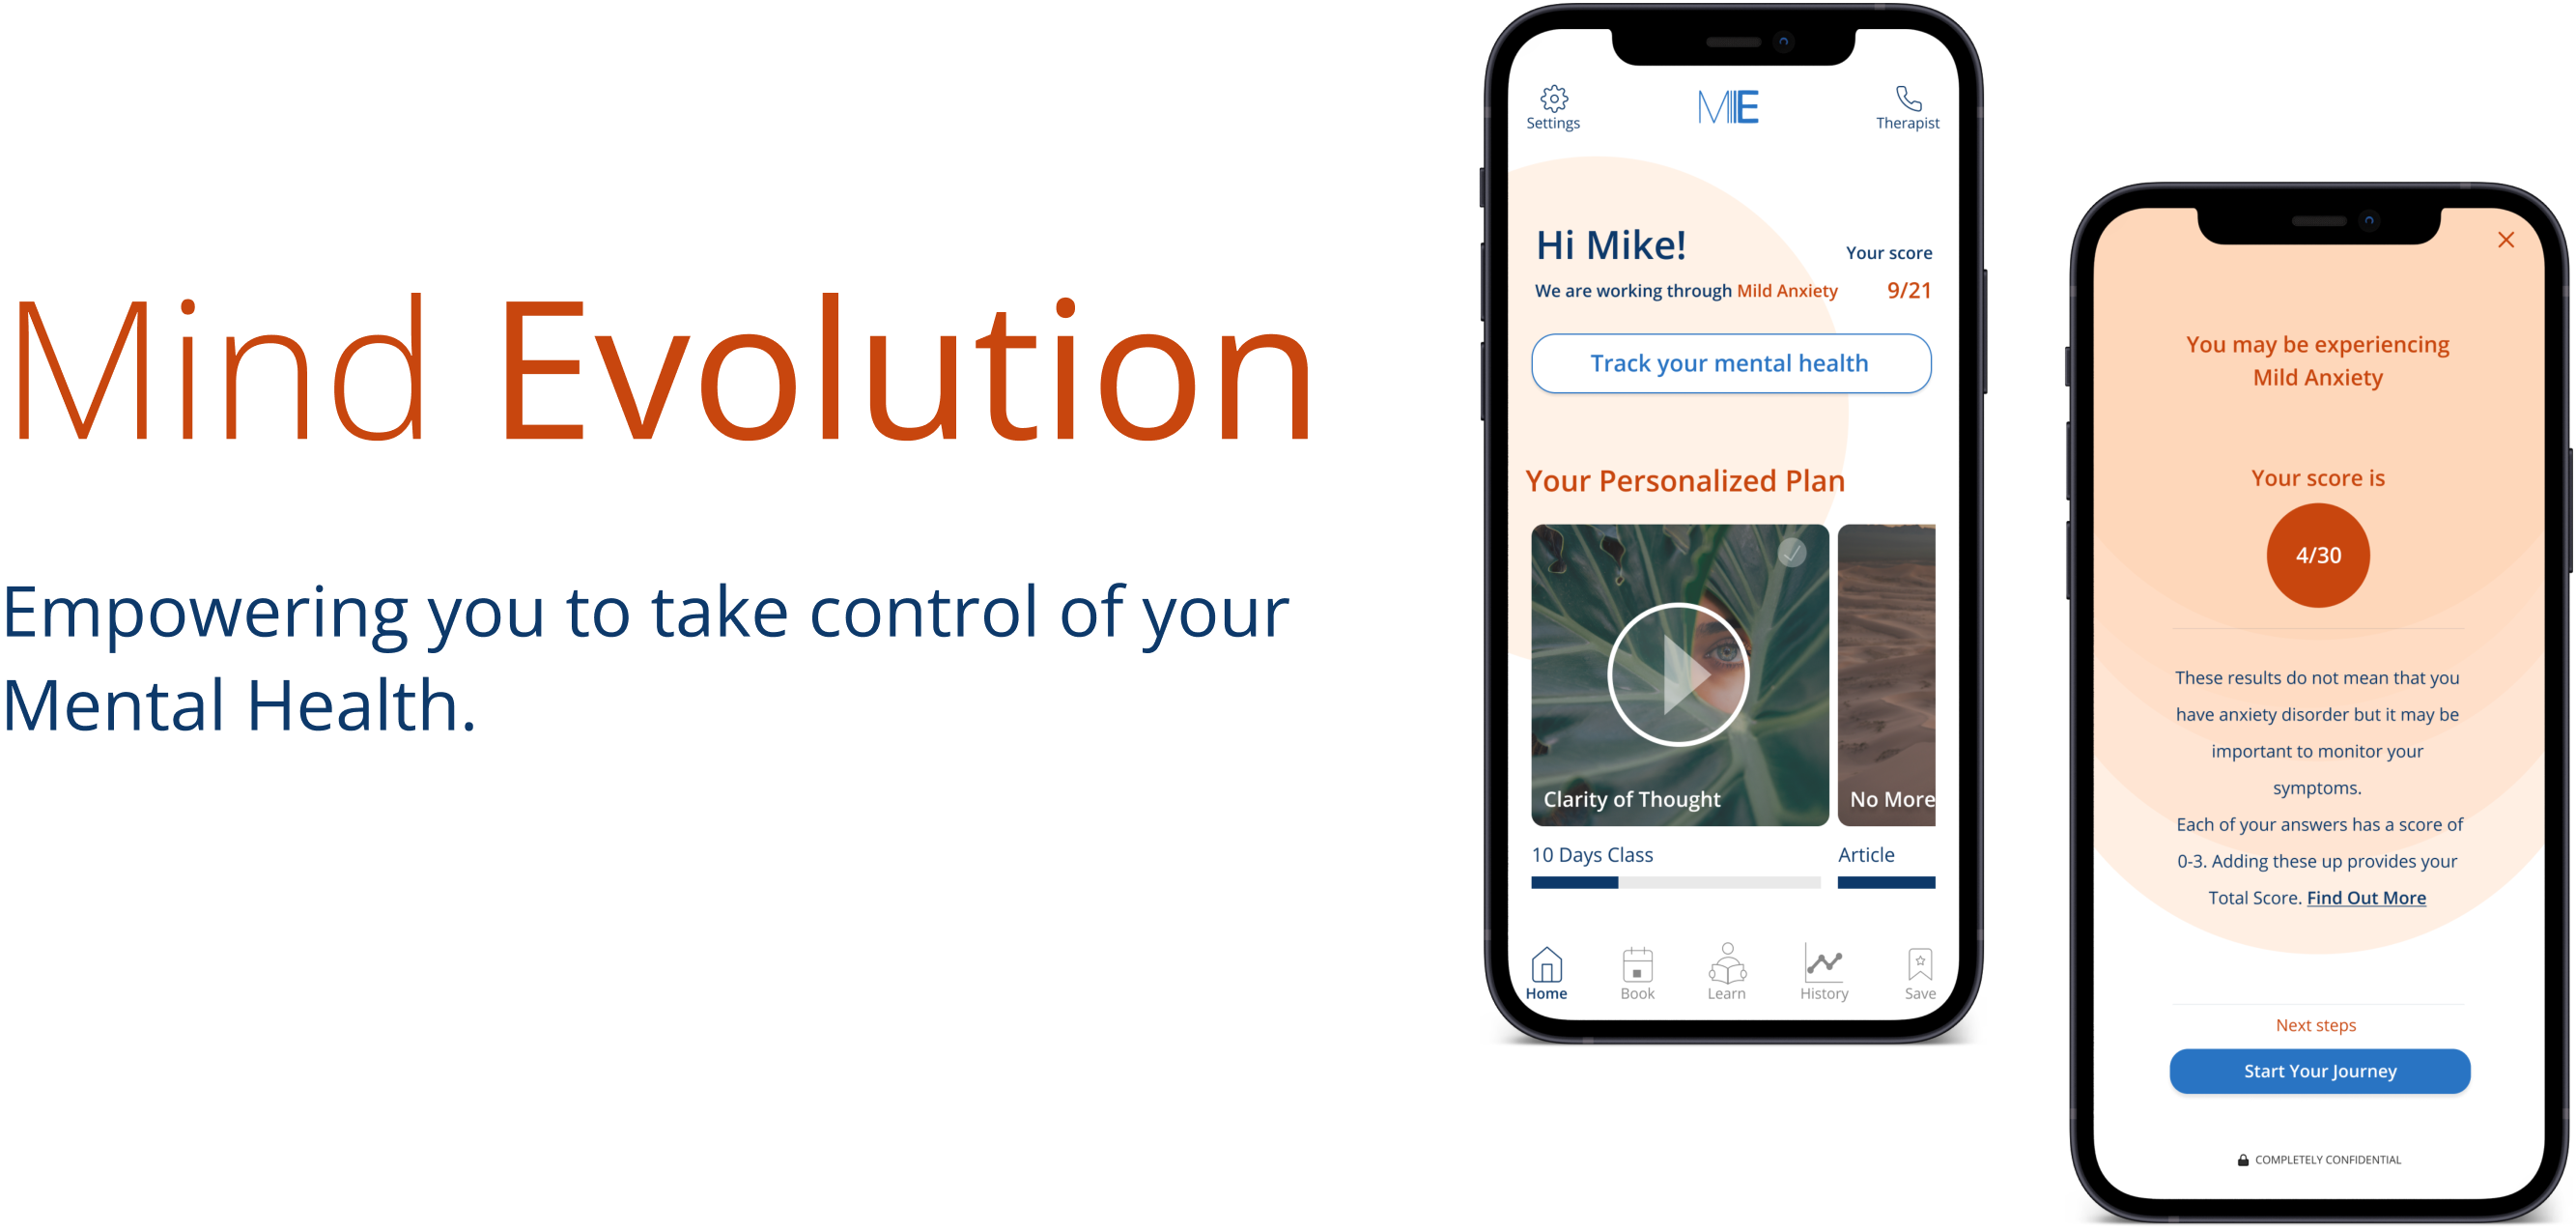 Mind Evolution
Empowering you to take control of your
Mental Health.
Settings
ME
Therapist
Hi Mike!
Your score
We are working through Mild Anxiety
9/21
Track your mental health
Your Personalized Plan
Clarity of Thought
No More
10 Days Class
Article
Home
Book
Learn
History
Save
You may be experiencing
Mild Anxiety
Your score is
4/30
These results do not mean that you
have anxiety disorder but it may be
important to monitor your
symptoms.
Each of your answers has a score of
0-3. Adding these up provides your
Total Score. Find Out More
Next steps
Start Your Journey
COMPLETELY CONFIDENTIAL